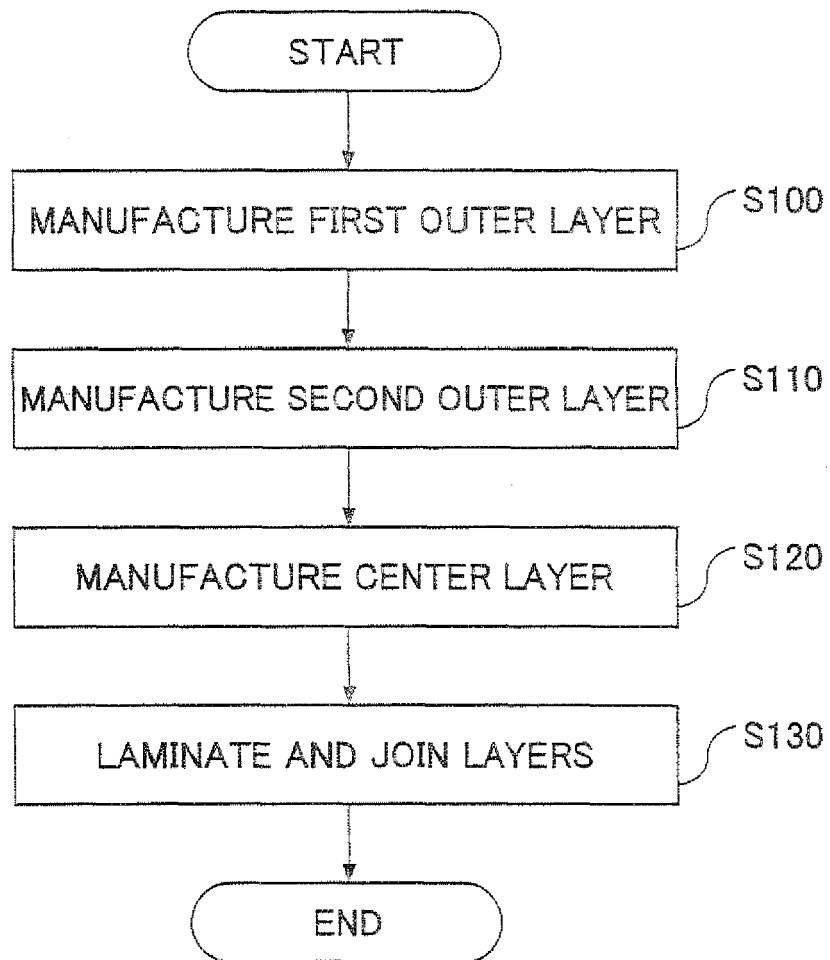 START
MANUFACTURE FIRST OUTER LAYER
S100
MANUFACTURE SECOND OUTER LAYER
S110
MANUFACTURE CENTER LAYER
S120
LAMINATE AND JOIN LAYERS
S130
END